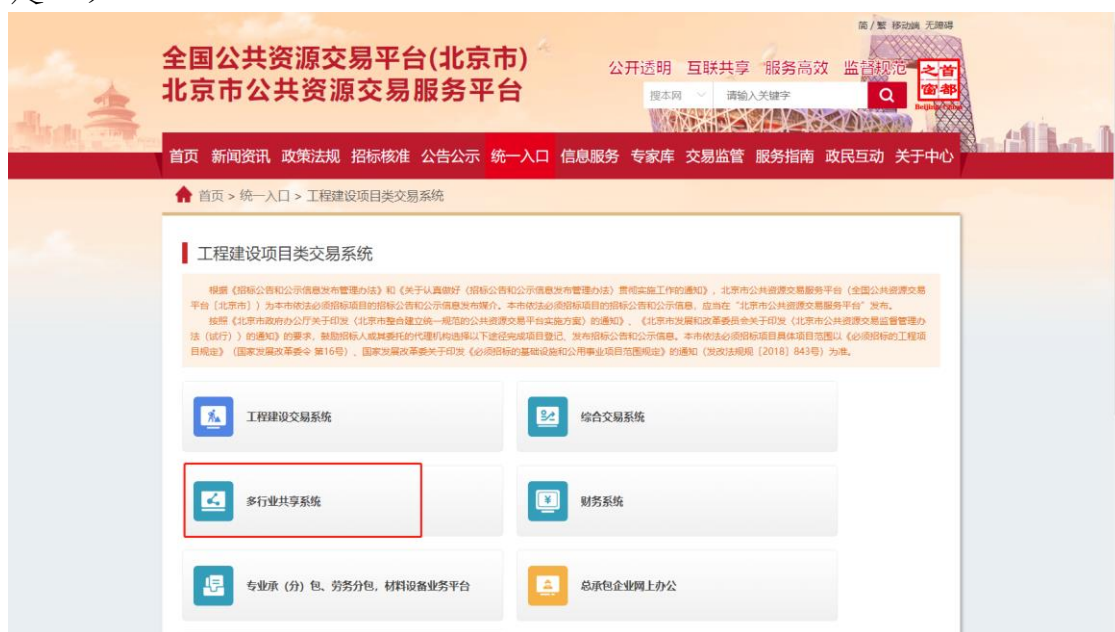 简 / 繁 移动端 无障碍
全国公共资源交易平台(北京市)
北京市公共资源交易服务平台
公开透明 互联共享 服务高效 监督规范
搜本网 请输入关键字
首都之窗
首页 新闻资讯 政策法规 招标核准 公告公示 统一入口 信息服务 专家库 交易监管 服务指南 政民互动 关于中心
首页 > 统一入口 > 工程建设项目类交易系统
工程建设项目类交易系统
根据《招标公告和公示信息发布管理办法》和《关于认真做好〈招标公告和公示信息发布管理办法〉贯彻实施工作的通知》，北京市公共资源交易服务平台（全国公共资源交易
平台［北京市］）为本市依法必须招标项目的招标公告和公示信息发布媒介。本市依法必须招标项目的招标公告和公示信息，应当在“北京市公共资源交易服务平台”发布。
按照《北京市政府办公厅关于印发〈北京市整合建立统一规范的公共资源交易平台实施方案〉的通知》、《北京市发展和改革委员会关于印发〈北京市公共资源交易监督管理办
法（试行）〉的通知》的要求，鼓励招标人或其委托的代理机构选择以下途径完成项目登记、发布招标公告和公示信息。本市依法必须招标项目具体项目范围以《必须招标的工程项
目规定》（国家发展改革委令 第16号）、国家发展改革委关于印发《必须招标的基础设施和公用事业项目范围规定》的通知（发改法规规［2018］843号）为准。
工程建设交易系统
综合交易系统
多行业共享系统
财务系统
专业承（分）包、劳务分包，材料设备业务平台
总承包企业网上办公